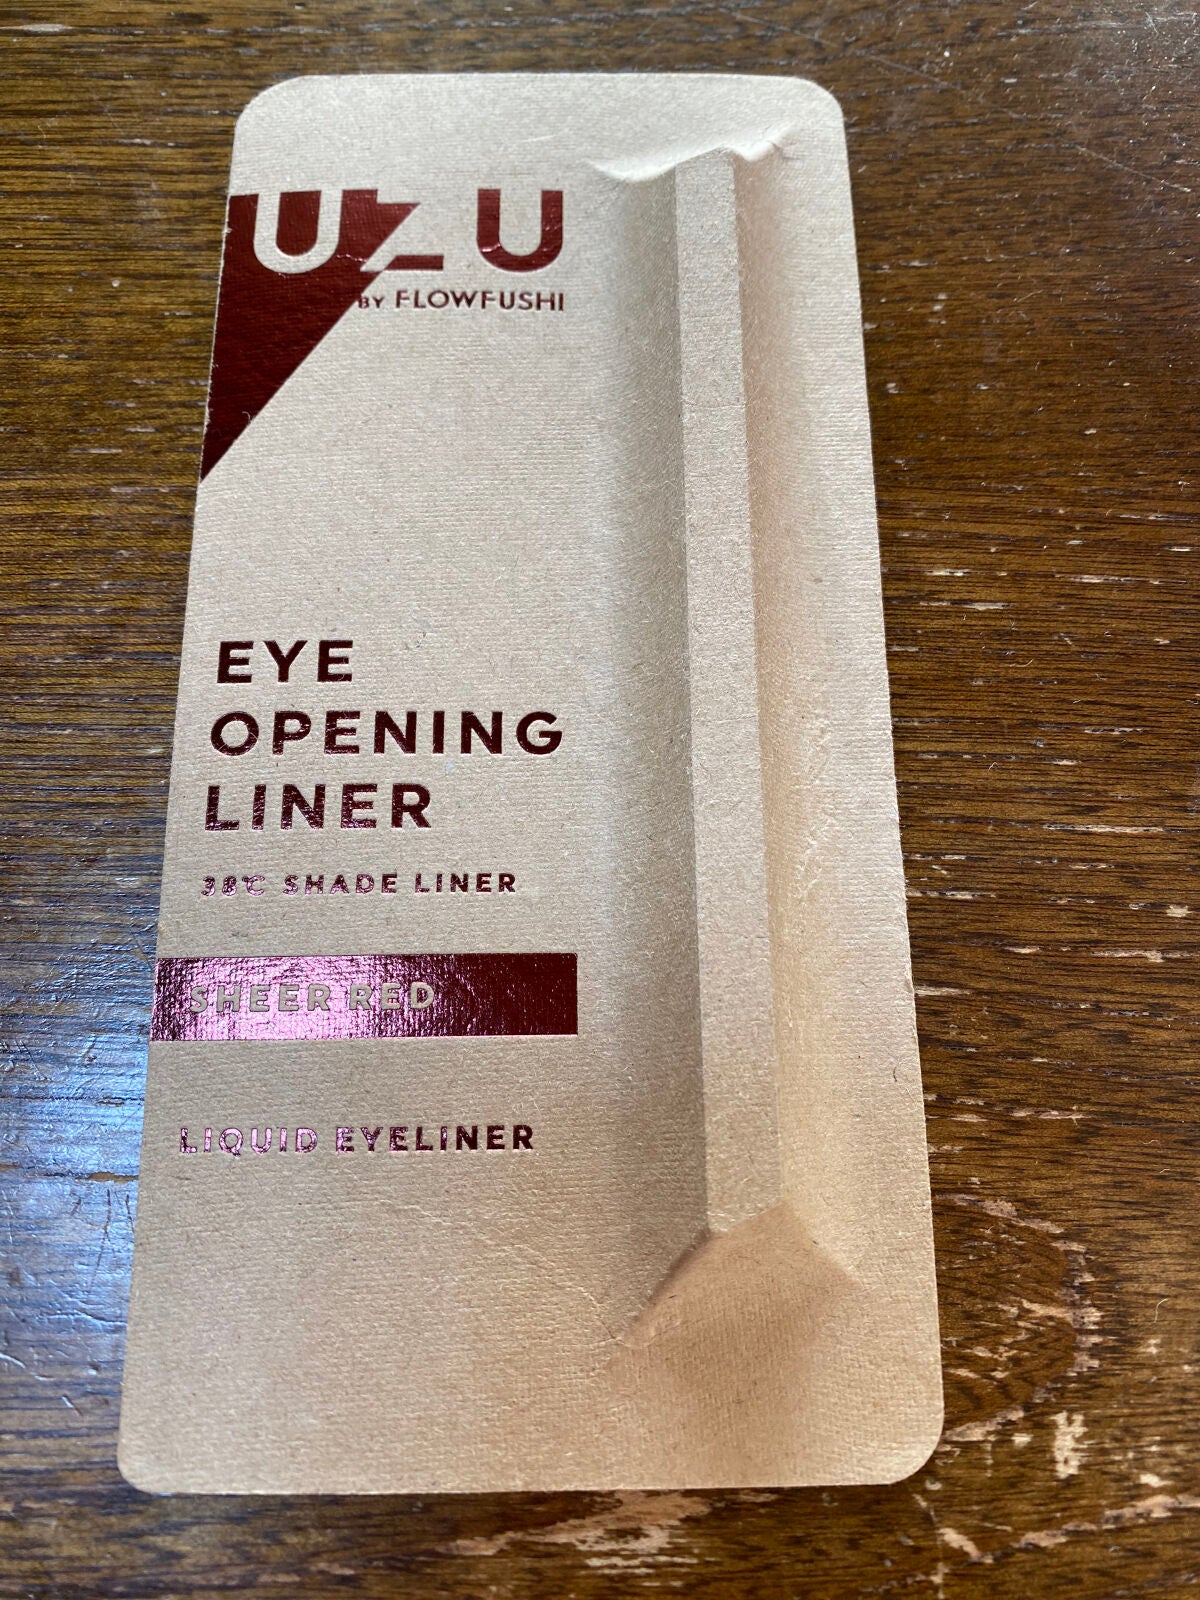 UZU
BY FLOWFUSHI
EYE
OPENING
LINER
38℃ SHADE LINER
SHEER RED
LIQUID EYELINER